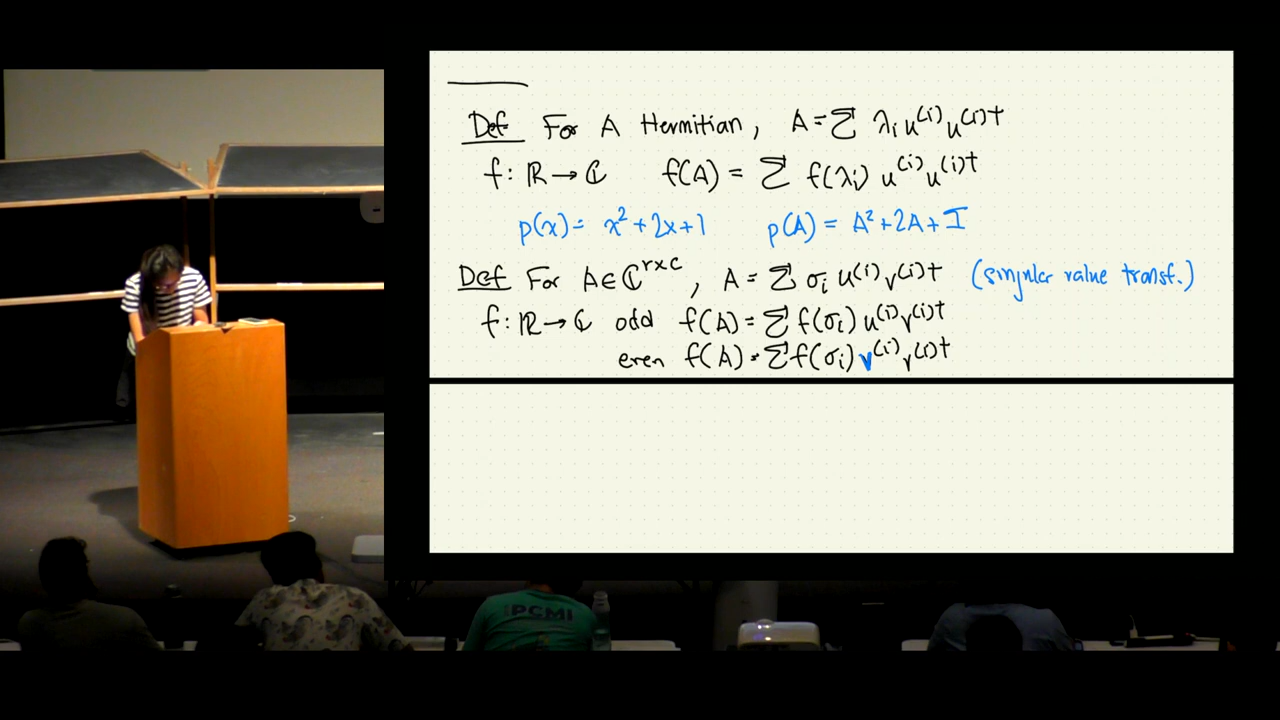 Def For A Hermitian, A = Σ λᵢ u⁽ⁱ⁾ u⁽ⁱ⁾†
f: ℝ → ℂ f(A) = Σ f(λᵢ) u⁽ⁱ⁾ u⁽ⁱ⁾†
p(x) = x² + 2x + 1 p(A) = A² + 2A + I
Def For A ∈ ℂʳˣᶜ, A = Σ σᵢ u⁽ⁱ⁾ v⁽ⁱ⁾† (singular value transf.)
f: ℝ → ℂ odd f(A) = Σ f(σᵢ) u⁽ⁱ⁾ v⁽ⁱ⁾†
even f(A) = Σ f(σᵢ) v⁽ⁱ⁾ v⁽ⁱ⁾†
PCMI